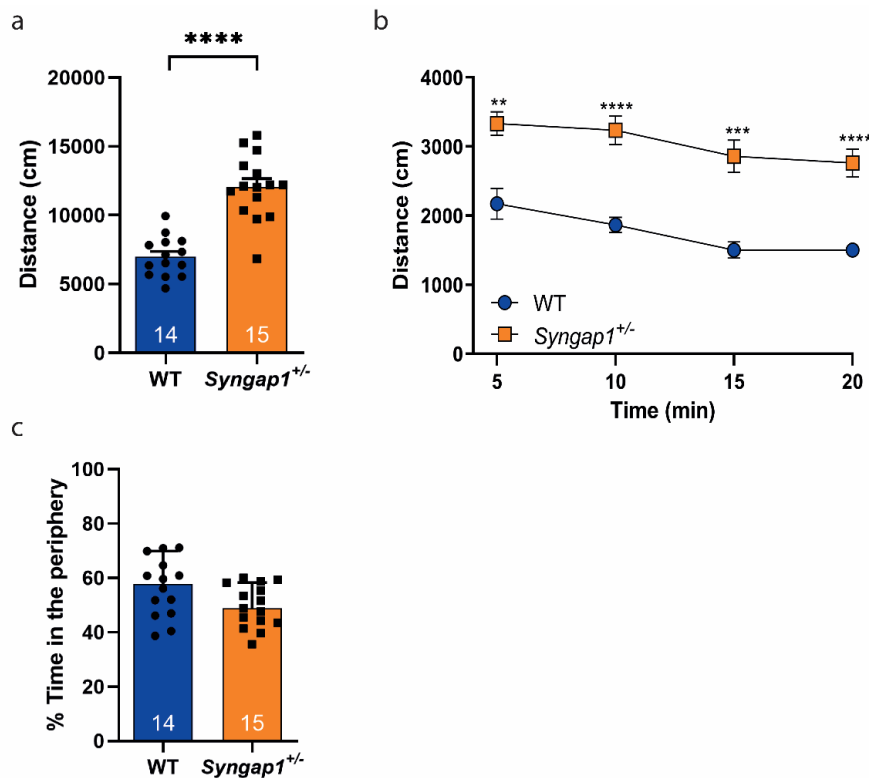 a
****
20000
15000
10000
5000
0
Distance (cm)
14
15
WT
Syngap1+/-
b
4000
3000
2000
1000
0
Distance (cm)
**
****
***
****
WT
Syngap1+/-
5 10 15 20
Time (min)
c
100
80
60
40
20
0
% Time in the periphery
14
15
WT
Syngap1+/-